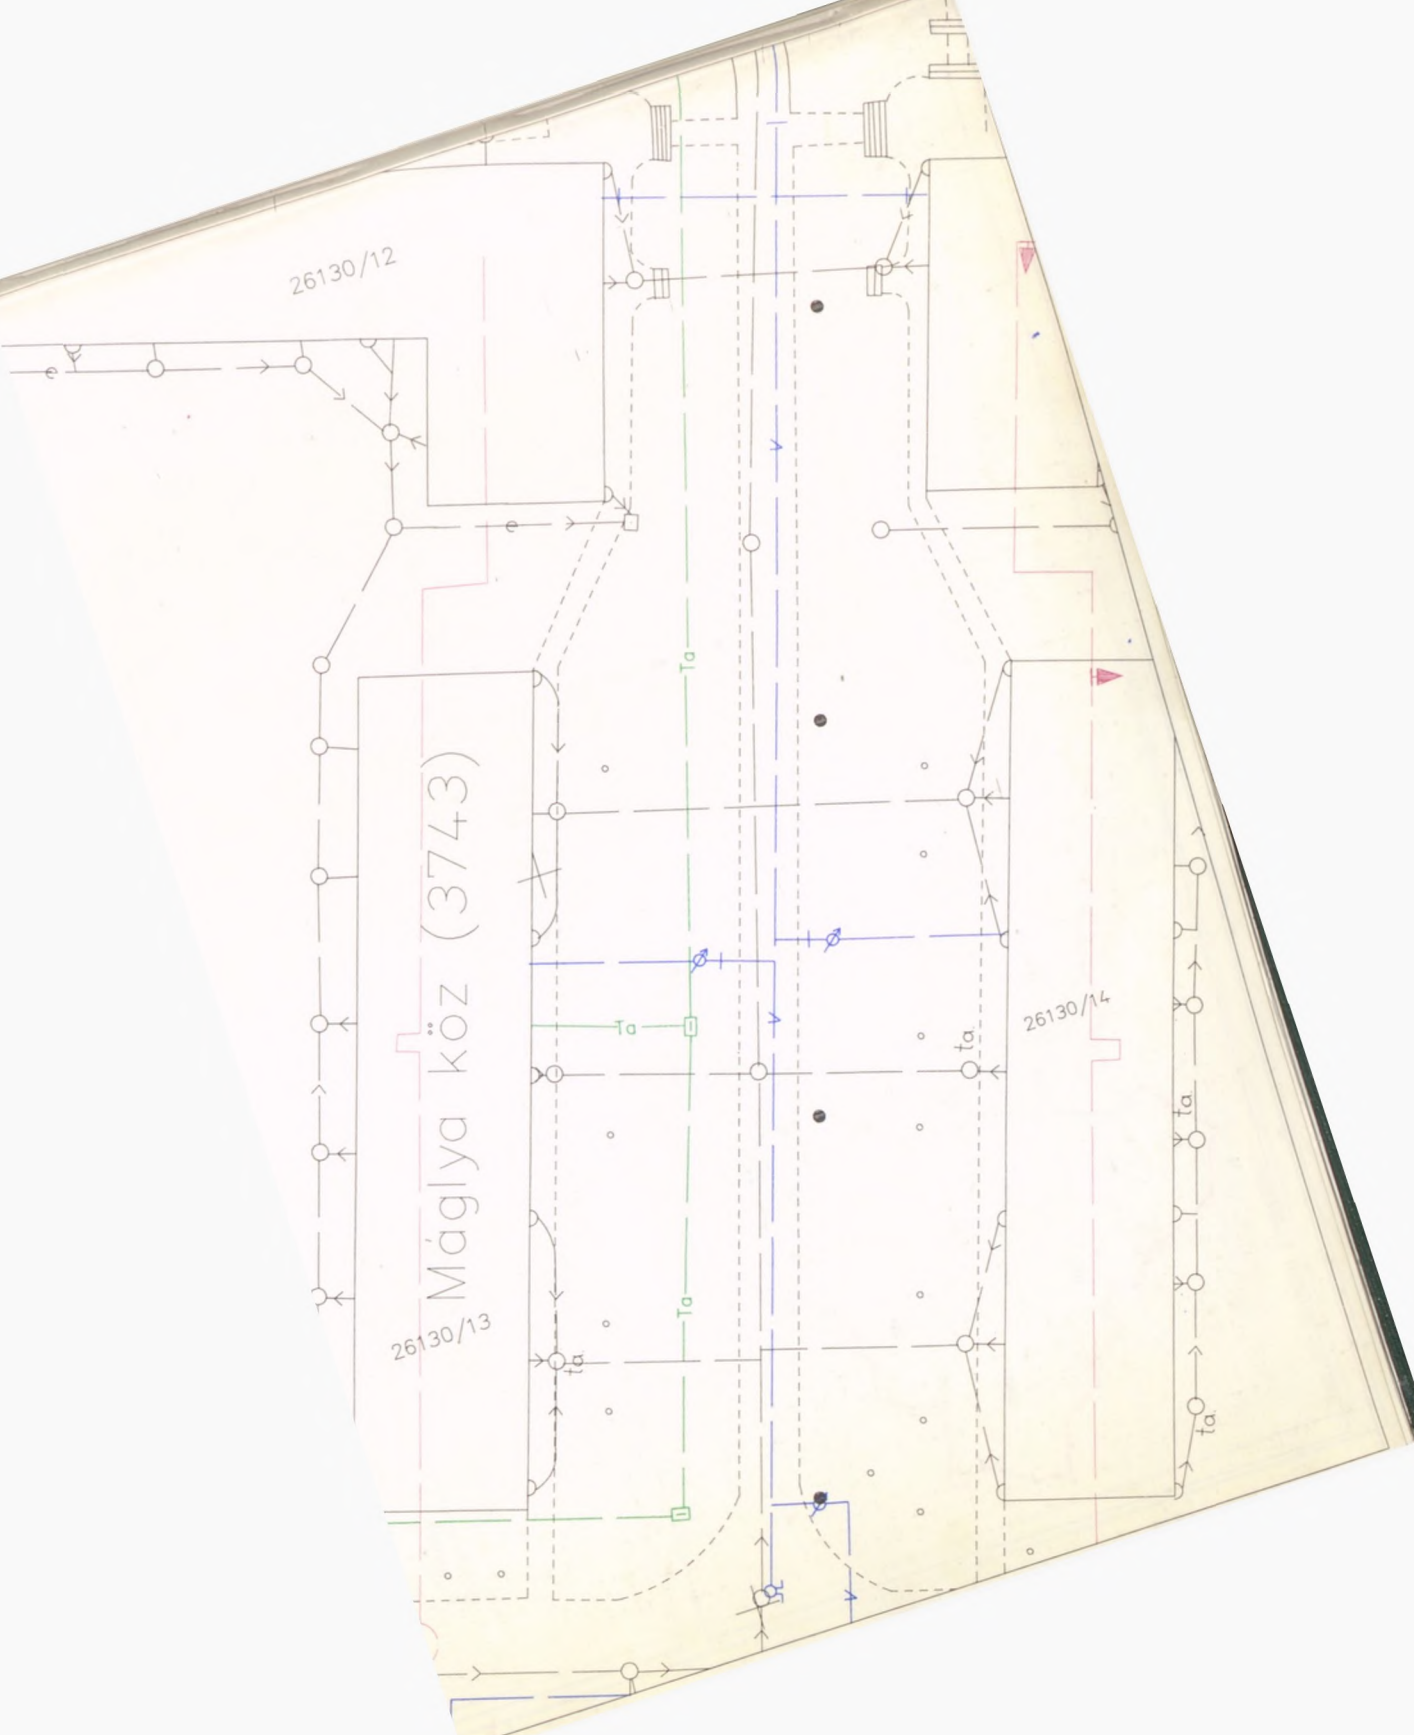 26130/12
V
Ta
Máglya köz (3743)
26130/14
V
Ta
ta.
ta.
Ta
26130/13
ta.
ta.
V